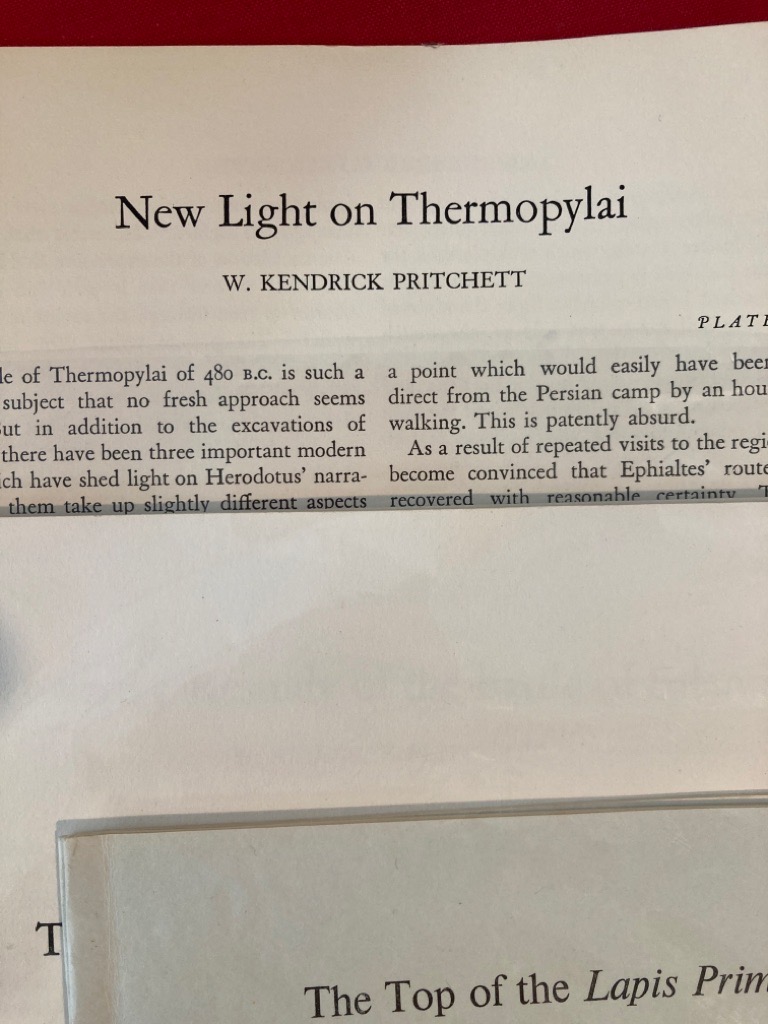 New Light on Thermopylai
W. KENDRICK PRITCHETT
PLATE
le of Thermopylai of 480 B.C. is such a
subject that no fresh approach seems
But in addition to the excavations of
there have been three important modern
ich have shed light on Herodotus' narra-
them take up slightly different aspects
a point which would easily have been
direct from the Persian camp by an hou
walking. This is patently absurd.
As a result of repeated visits to the regi
become convinced that Ephialtes' route
recovered with reasonable certainty. T
T
The Top of the Lapis Prim